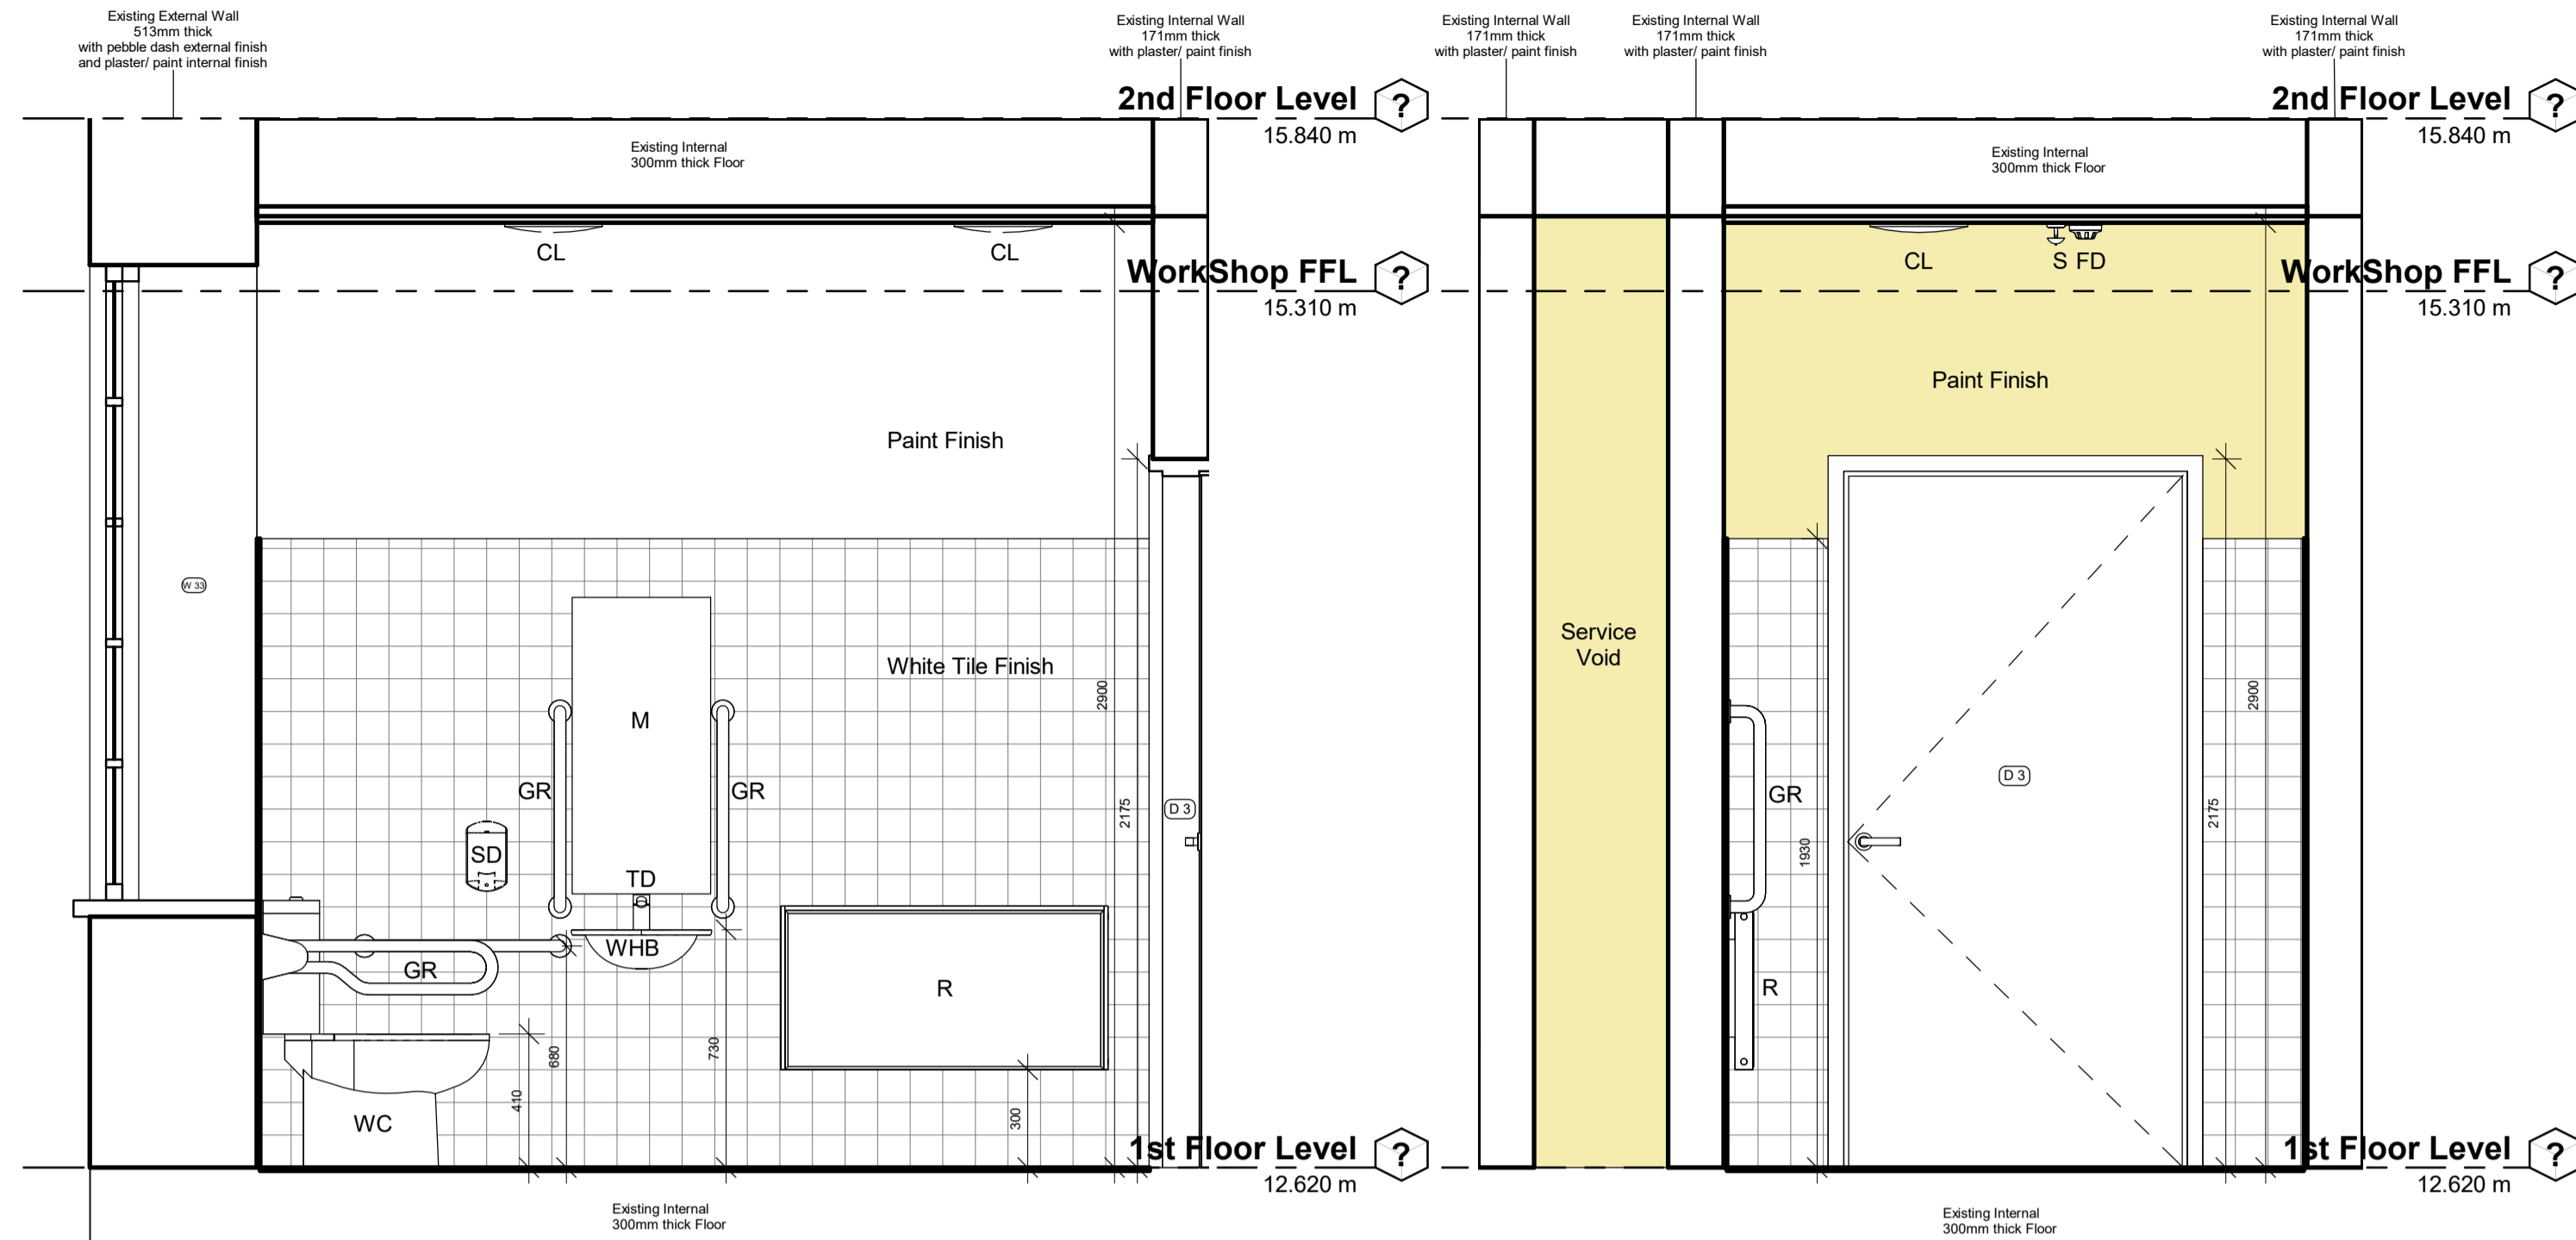 Existing External Wall
513mm thick
with pebble dash external finish
and plaster/ paint internal finish
Existing Internal Wall
171mm thick
with plaster/ paint finish
2nd Floor Level
?
15.840 m
Existing Internal
300mm thick Floor
CL
CL
WorkShop FFL
?
15.310 m
Paint Finish
W 33
White Tile Finish
2900
M
GR
GR
2175
D 3
SD
TD
WHB
GR
R
680
730
410
300
WC
1st Floor Level
?
12.620 m
Existing Internal
300mm thick Floor
Existing Internal Wall
171mm thick
with plaster/ paint finish
Existing Internal Wall
171mm thick
with plaster/ paint finish
Existing Internal Wall
171mm thick
with plaster/ paint finish
2nd Floor Level
?
15.840 m
Existing Internal
300mm thick Floor
CL
S FD
WorkShop FFL
?
15.310 m
Paint Finish
Service
Void
2900
D 3
GR
2175
1930
R
1st Floor Level
?
12.620 m
Existing Internal
300mm thick Floor